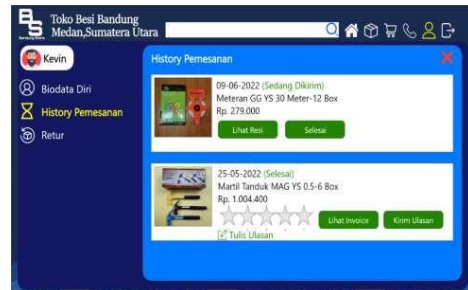 BS
Toko Besi Bandung
Medan,Sumatera Utara
Kevin
Biodata Diri
History Pemesanan
Retur
History Pemesanan
09-06-2022 (Sedang Dikirim)
Meteran GG YS 30 Meter-12 Box
Rp. 279.000
Lihat Resi
Selesai
25-05-2022 (Selesai)
Martil Tanduk MAG YS 0.5-6 Box
Rp. 1.004.400
Lihat Invoice
Kirim Ulasan
Tulis Ulasan